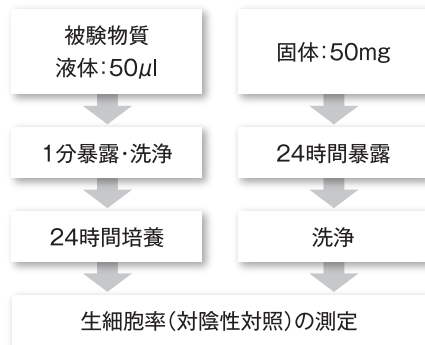 被験物質
液体：50μl
固体：50mg
1分暴露・洗浄
24時間暴露
24時間培養
洗浄
生細胞率（対陰性対照）の測定